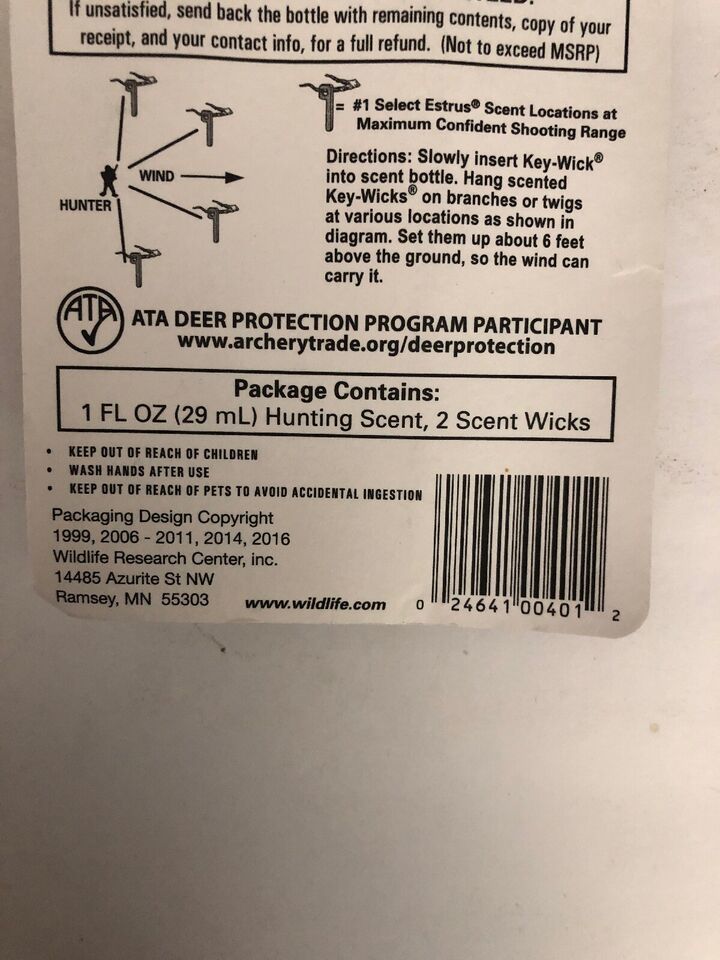 If unsatisfied, send back the bottle with remaining contents, copy of your
receipt, and your contact info, for a full refund. (Not to exceed MSRP)
= #1 Select Estrus® Scent Locations at
Maximum Confident Shooting Range
WIND
HUNTER
Directions: Slowly insert Key-Wick®
into scent bottle. Hang scented
Key-Wicks® on branches or twigs
at various locations as shown in
diagram. Set them up about 6 feet
above the ground, so the wind can
carry it.
ATA
ATA DEER PROTECTION PROGRAM PARTICIPANT
www.archerytrade.org/deerprotection
Package Contains:
1 FL OZ (29 mL) Hunting Scent, 2 Scent Wicks
• KEEP OUT OF REACH OF CHILDREN
• WASH HANDS AFTER USE
• KEEP OUT OF REACH OF PETS TO AVOID ACCIDENTAL INGESTION
Packaging Design Copyright
1999, 2006 - 2011, 2014, 2016
Wildlife Research Center, inc.
14485 Azurite St NW
Ramsey, MN 55303 www.wildlife.com
0 24641 00401 2